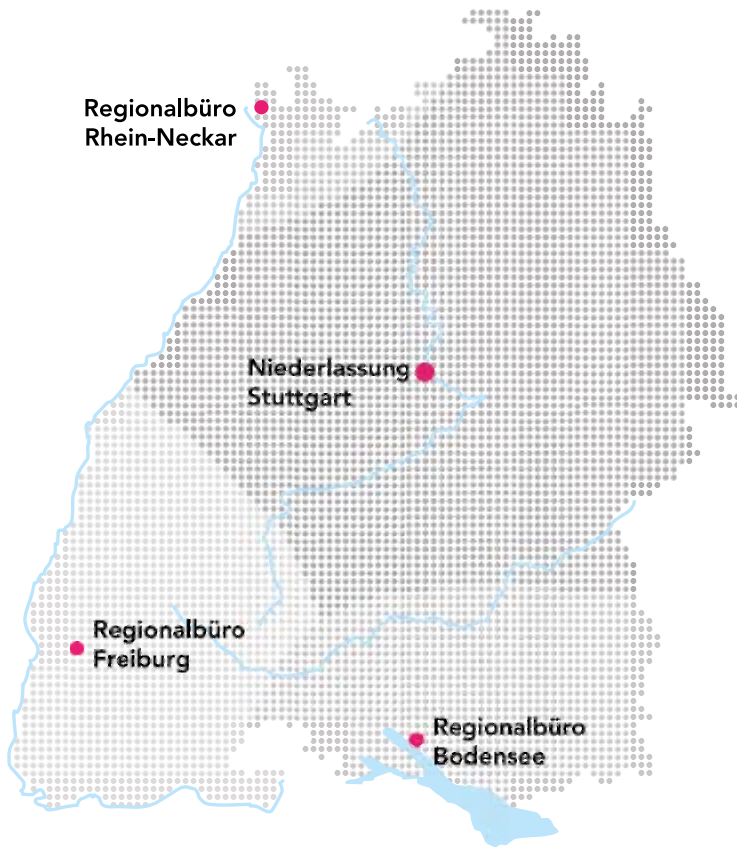 Regionalbüro
Rhein-Neckar
Niederlassung
Stuttgart
Regionalbüro
Freiburg
Regionalbüro
Bodensee